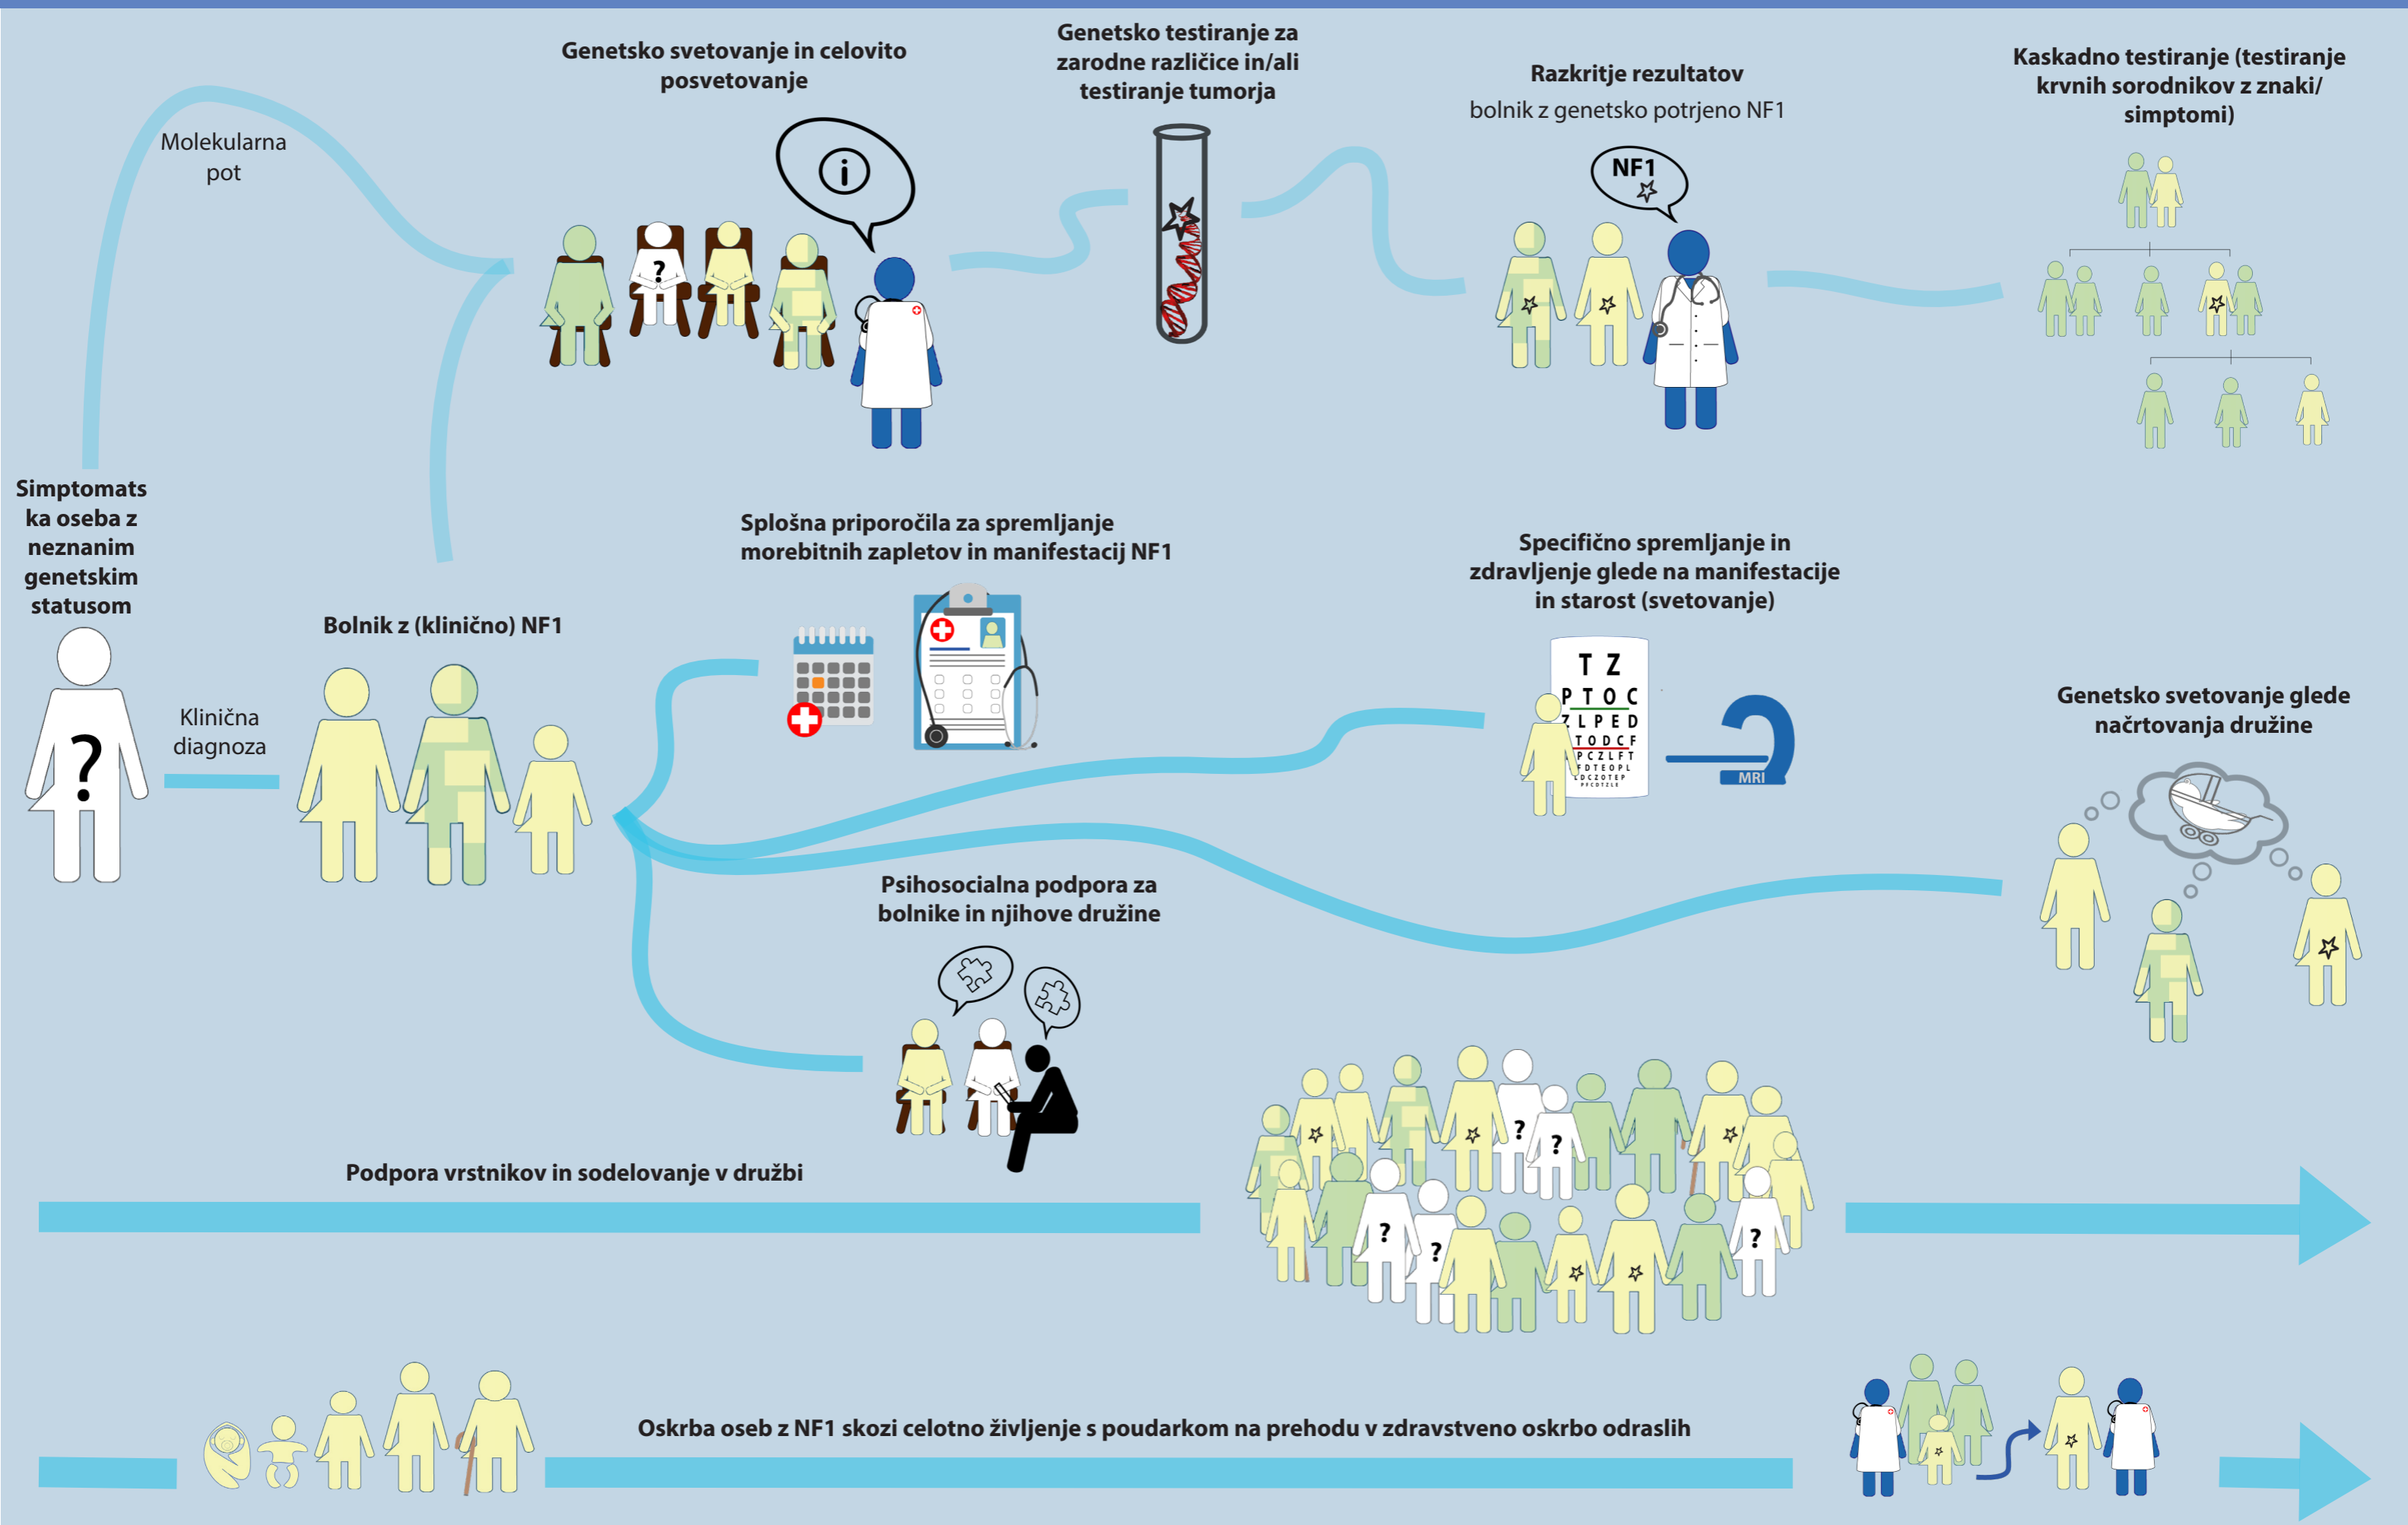 Genetsko svetovanje in celovito
posvetovanje
Genetsko testiranje za
zarodne različice in/ali
testiranje tumorja
Razkritje rezultatov
bolnik z genetsko potrjeno NF1
Kaskadno testiranje (testiranje
krvnih sorodnikov z znaki/
simptomi)
Molekularna
pot
i
?
NF1
Simptomats
ka oseba z
neznanim
genetskim
statusom
?
Klinična
diagnoza
Bolnik z (klinično) NF1
Splošna priporočila za spremljanje
morebitnih zapletov in manifestacij NF1
Specifično spremljanje in
zdravljenje glede na manifestacije
in starost (svetovanje)
T Z
P T O C
Z L P E D
T O D C F
P C Z L F T
F D T E O P L
L D C Z O T E P
P F C O T Z L E
MRI
Genetsko svetovanje glede
načrtovanja družine
Psihosocialna podpora za
bolnike in njihove družine
Podpora vrstnikov in sodelovanje v družbi
? ?
? ? ?
Oskrba oseb z NF1 skozi celotno življenje s poudarkom na prehodu v zdravstveno oskrbo odraslih